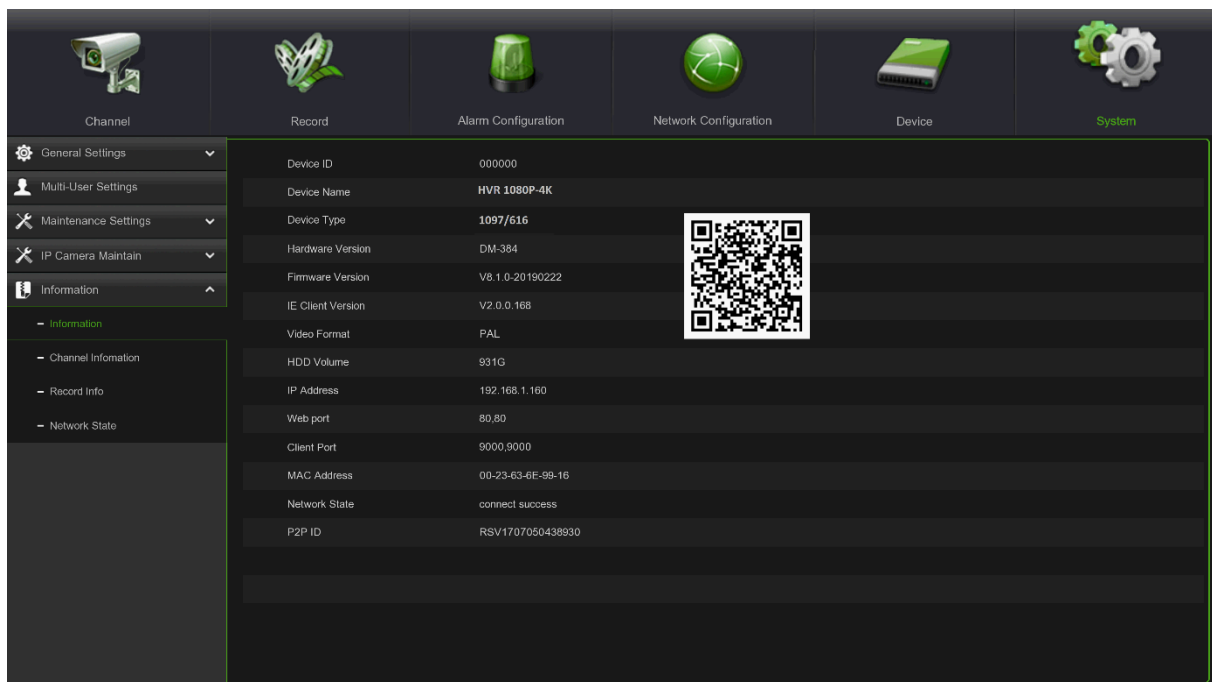 Channel
Record
Alarm Configuration
Network Configuration
Device
System
General Settings
Multi-User Settings
Maintenance Settings
IP Camera Maintain
Information
– Information
– Channel Infomation
– Record Info
– Network State
Device ID 000000
Device Name HVR 1080P-4K
Device Type 1097/616
Hardware Version DM-384
Firmware Version V8.1.0-20190222
IE Client Version V2.0.0.168
Video Format PAL
HDD Volume 931G
IP Address 192.168.1.160
Web port 80,80
Client Port 9000,9000
MAC Address 00-23-63-6E-99-16
Network State connect success
P2P ID RSV1707050438930